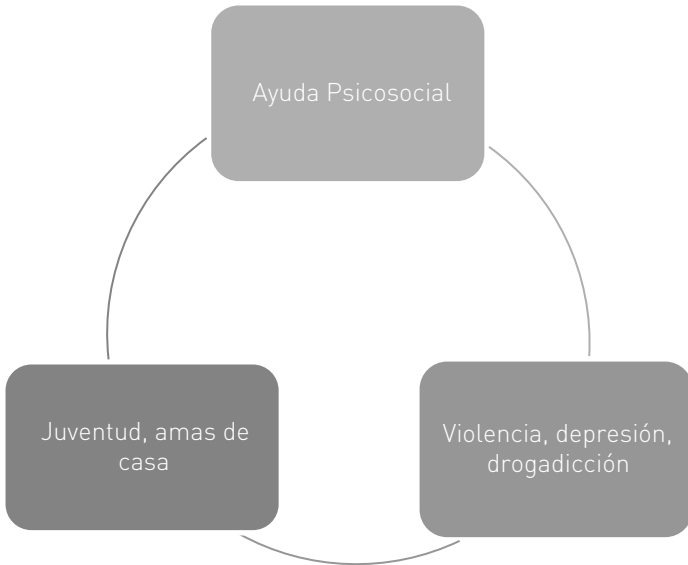 Ayuda Psicosocial
Juventud, amas de
casa
Violencia, depresión,
drogadicción